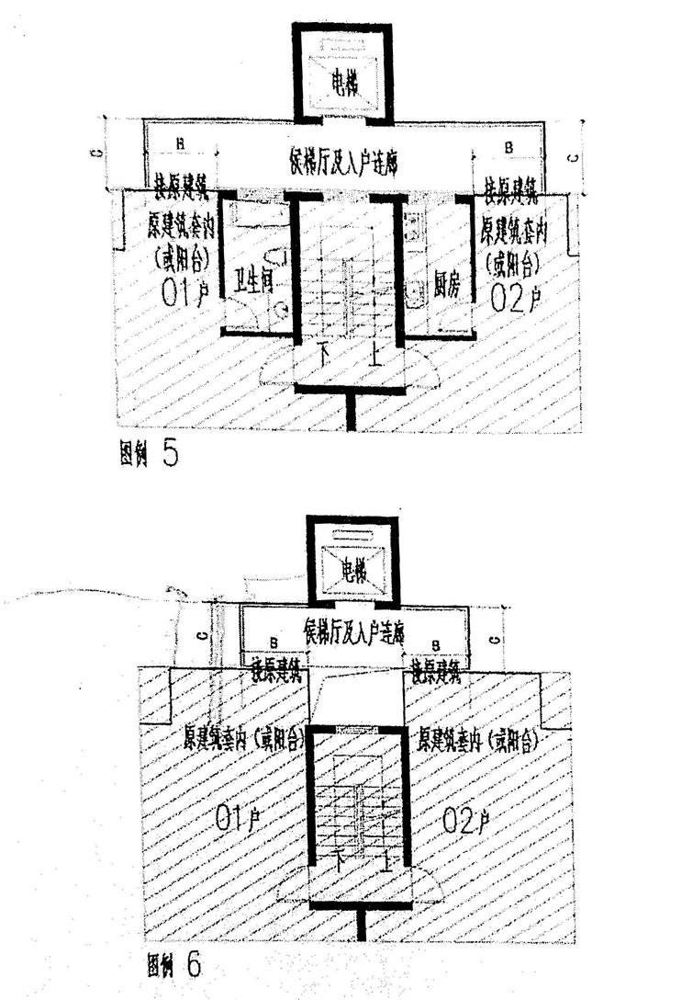 电梯
B
B
C
C
候梯厅及入户连廊
接原建筑
接原建筑
原建筑套内
(或阳台)
01户
原建筑套内
(或阳台)
02户
卫生间
厨房
下
上
图例 5
电梯
候梯厅及入户连廊
C
B
B
C
接原建筑
接原建筑
原建筑套内(或阳台)
原建筑套内(或阳台)
01户
02户
下
上
图例 6